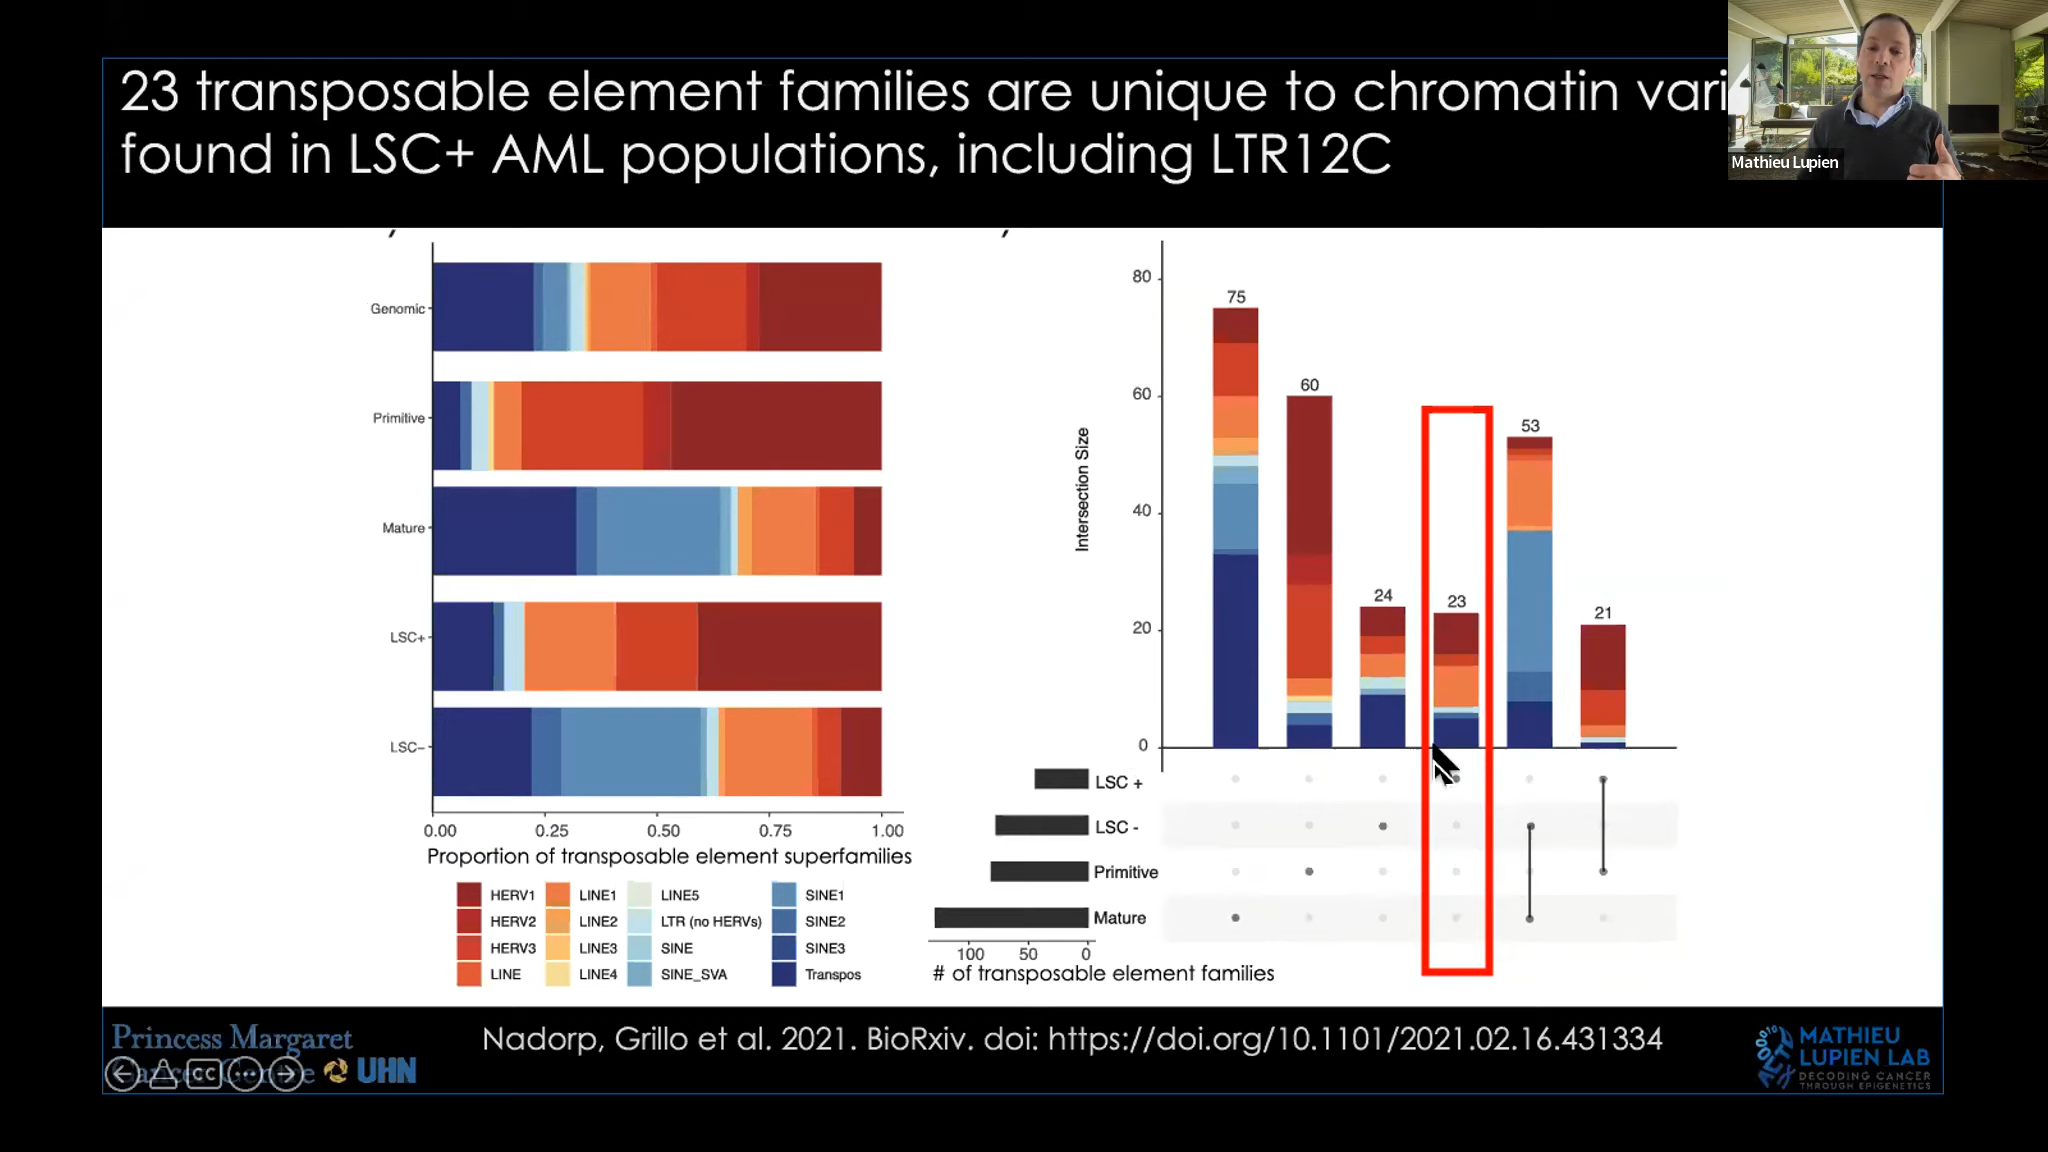 23 transposable element families are unique to chromatin vari
found in LSC+ AML populations, including LTR12C
Mathieu Lupien
Genomic
Primitive
Mature
LSC+
LSC−
0.00 0.25 0.50 0.75 1.00
Proportion of transposable element superfamilies
HERV1 LINE1 LINE5 SINE1
HERV2 LINE2 LTR (no HERVs) SINE2
HERV3 LINE3 SINE SINE3
LINE LINE4 SINE_SVA Transpos
Intersection Size
80
60
40
20
0
75
60
24
23
53
21
LSC +
LSC -
Primitive
Mature
100 50 0
# of transposable element families
Princess Margaret
CC
UHN
Nadorp, Grillo et al. 2021. BioRxiv. doi: https://doi.org/10.1101/2021.02.16.431334
MATHIEU
LUPIEN LAB
DECODING CANCER
THROUGH EPIGENETICS